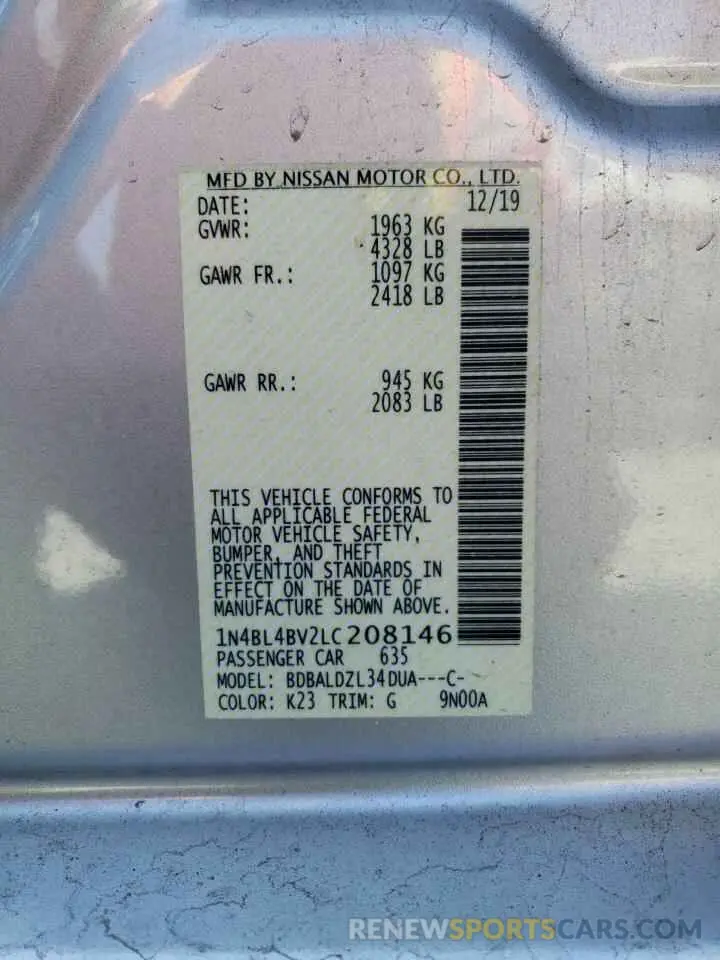 MFD BY NISSAN MOTOR CO., LTD.
DATE: 12/19
GVWR: 1963 KG
4328 LB
GAWR FR.: 1097 KG
2418 LB
GAWR RR.: 945 KG
2083 LB
THIS VEHICLE CONFORMS TO
ALL APPLICABLE FEDERAL
MOTOR VEHICLE SAFETY,
BUMPER, AND THEFT
PREVENTION STANDARDS IN
EFFECT ON THE DATE OF
MANUFACTURE SHOWN ABOVE.
1N4BL4BV2LC208146
PASSENGER CAR 635
MODEL: BDBALDZL34DUA---C-
COLOR: K23 TRIM: G 9N00A
RENEWSPORTSCARS.COM